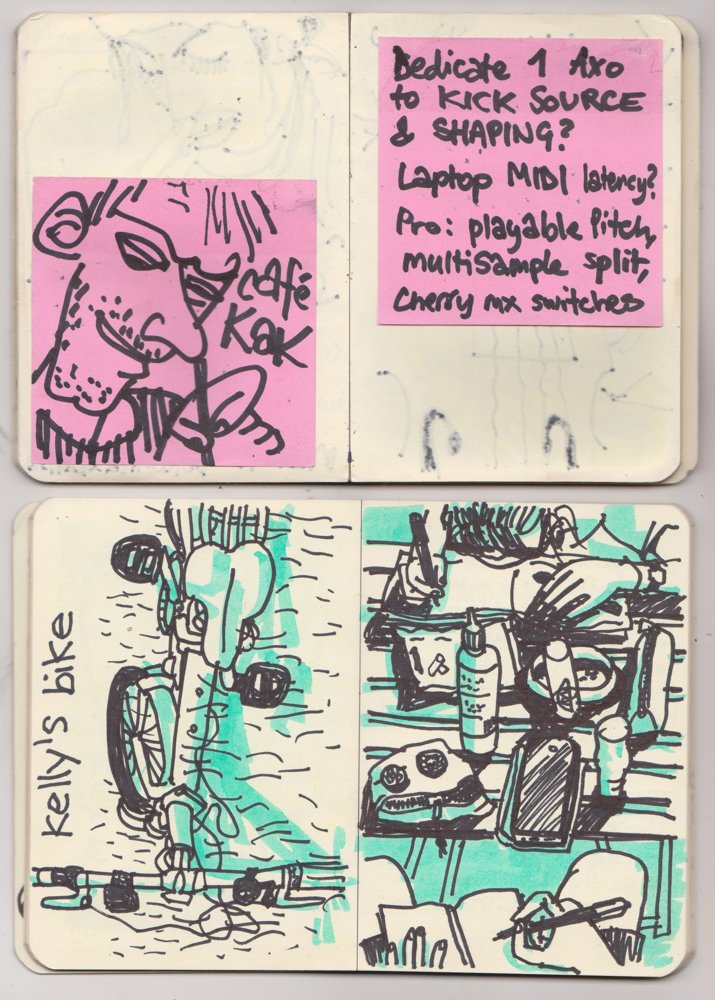 café
KaK
Dedicate 1 Axo
to KICK SOURCE
& SHAPING?
Laptop MIDI latency?
Pro: playable Pitch,
multisample split,
cherry mx switches
kelly's bike